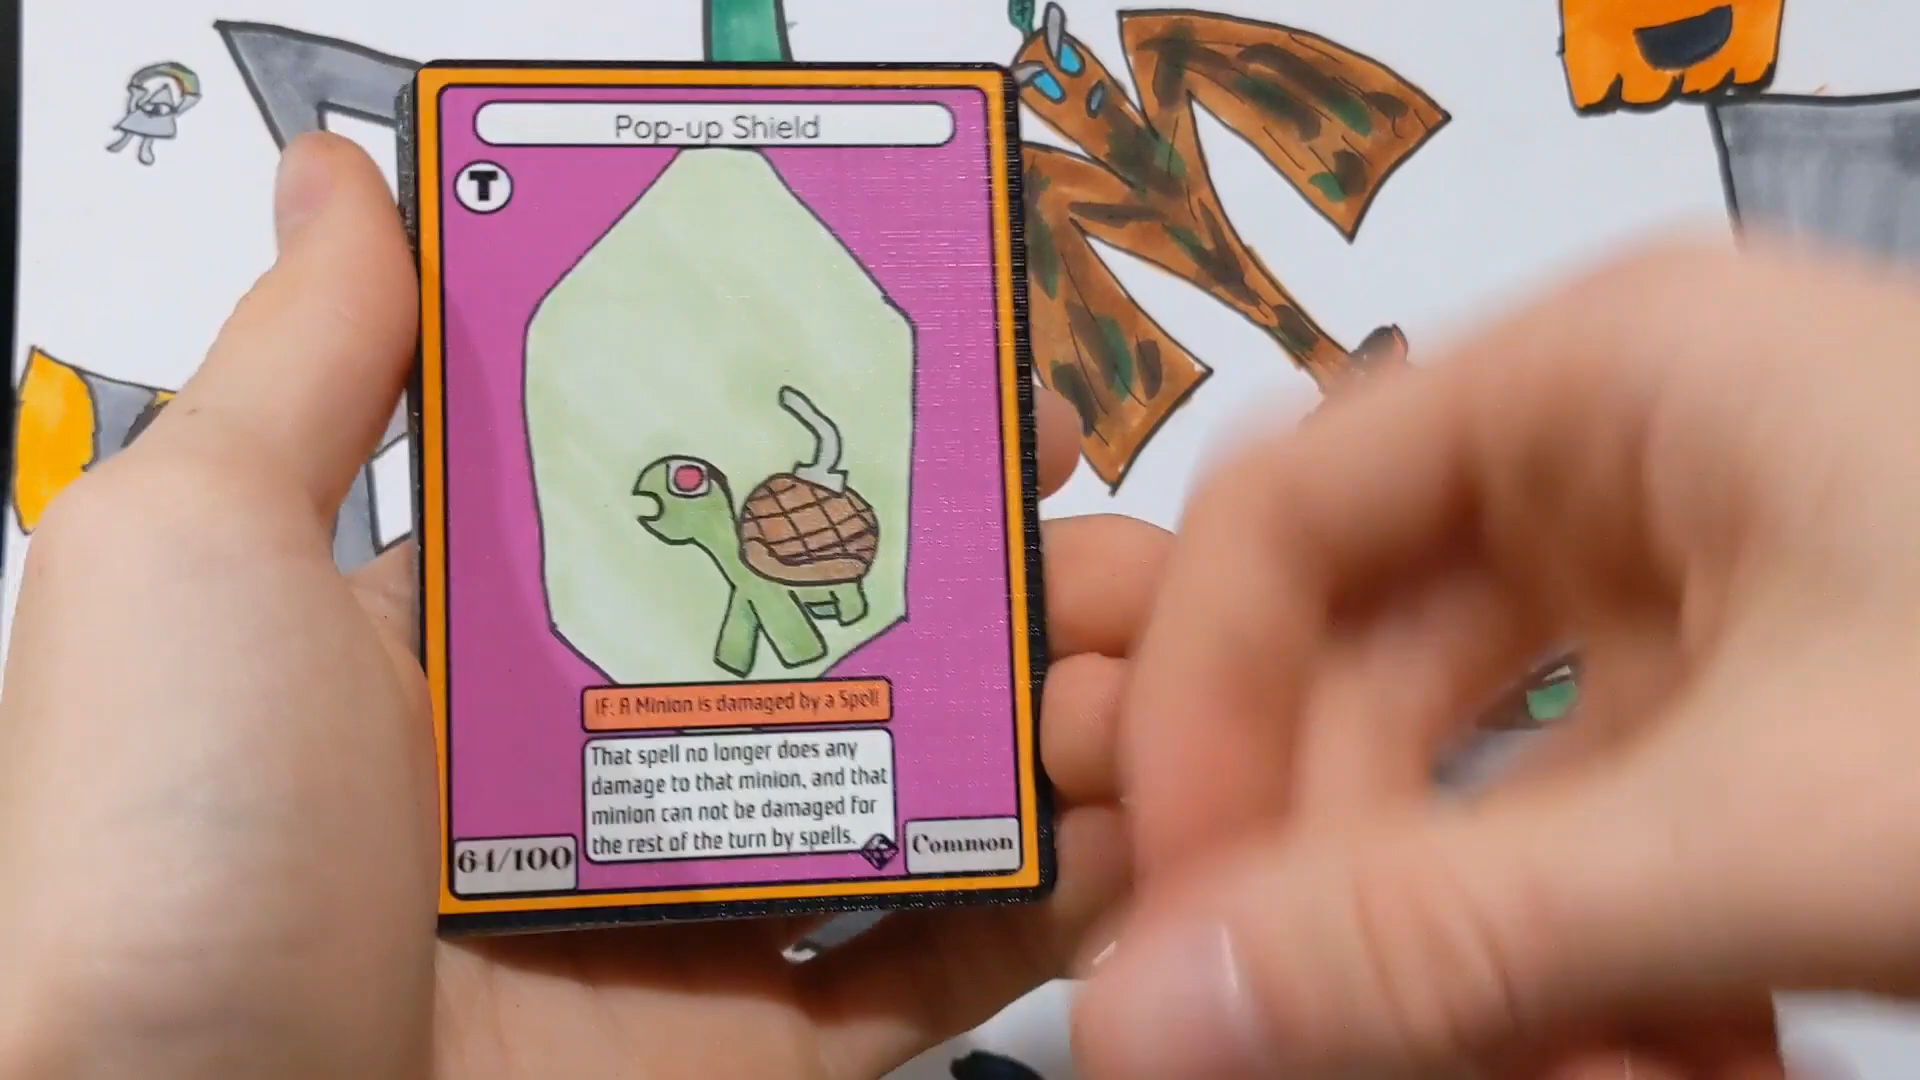 Pop-up Shield
T
IF: A Minion is damaged by a Spell
That spell no longer does any
damage to that minion, and that
minion can not be damaged for
the rest of the turn by spells.
64/100
Common